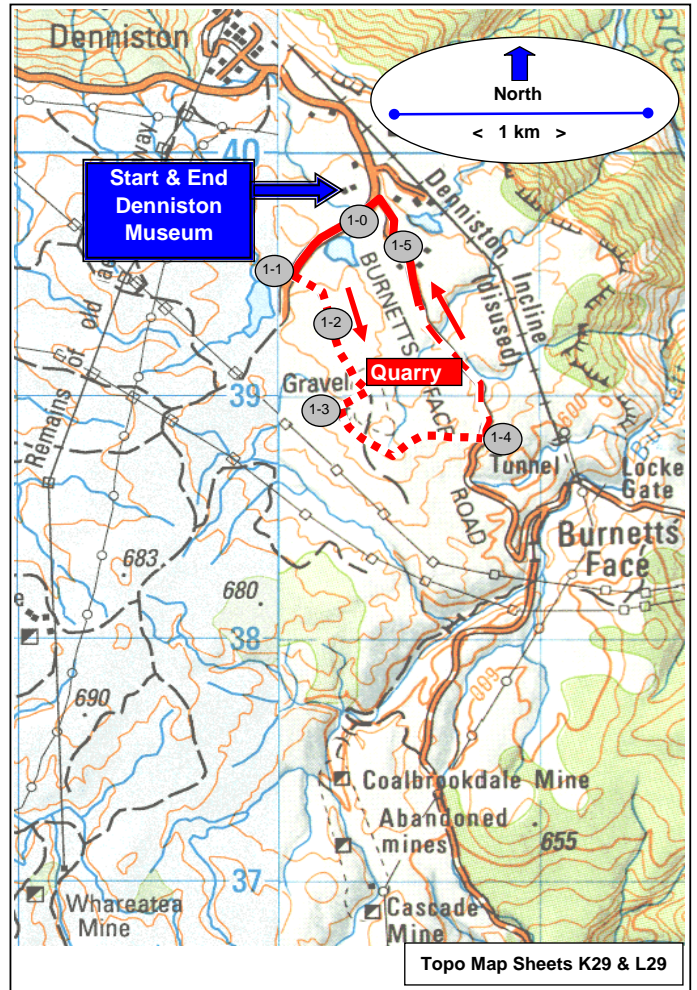 Denniston
North
< 1 km >
40
Start & End
Denniston
Museum
Denniston Incline
(disused)
1-0
1-5
1-1
BURNETTS FACE ROAD
1-2
Quarry
Gravel
39
1-3
1-4
600
Tunnel
Locke
Gate
Remains of old aerial way
Burnetts
Face
683
680
38
690
600
Coalbrookdale Mine
Abandoned
mines
655
37
Whareatea
Mine
Cascade
Mine
Topo Map Sheets K29 & L29